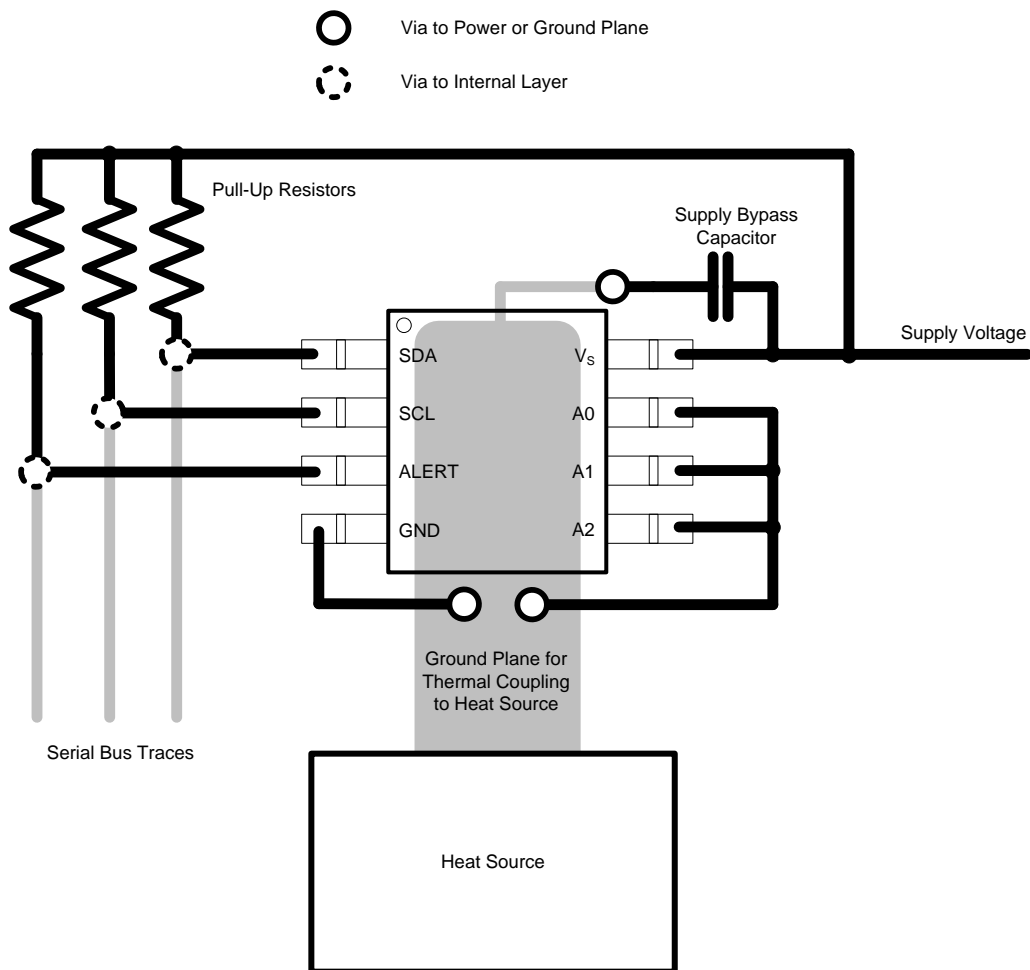 Via to Power or Ground Plane
Via to Internal Layer
Pull-Up Resistors
Supply Bypass
Capacitor
Supply Voltage
SDA
VS
SCL
A0
ALERT
A1
GND
A2
Ground Plane for
Thermal Coupling
to Heat Source
Serial Bus Traces
Heat Source